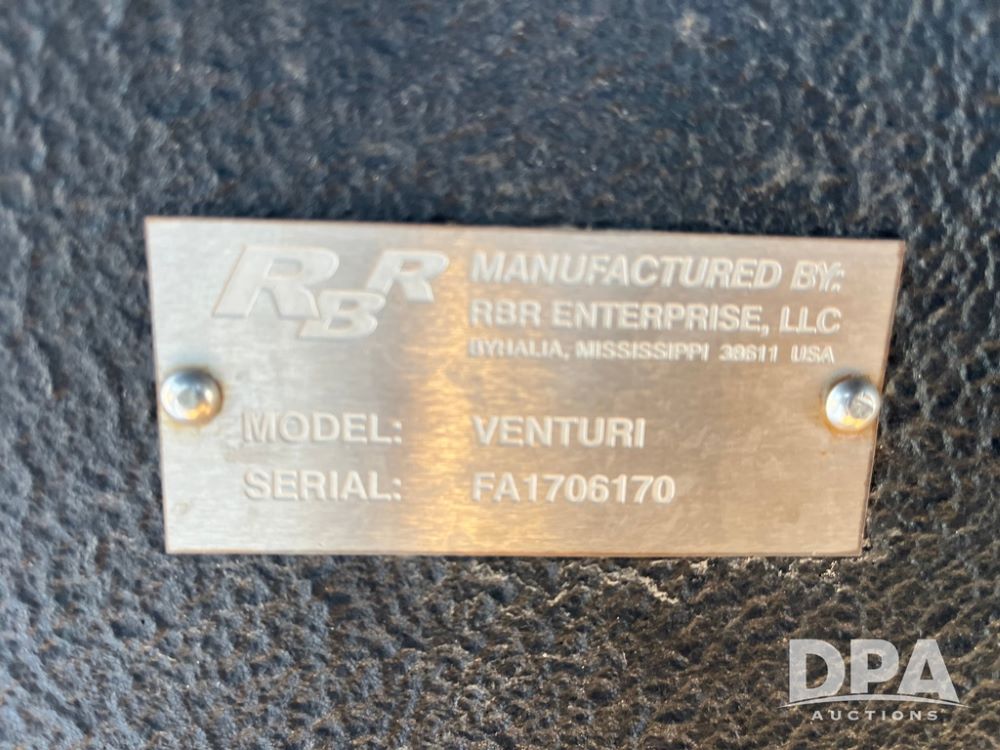 RBR
MANUFACTURED BY:
RBR ENTERPRISE, LLC
BYHALIA, MISSISSIPPI 38611 USA
MODEL: VENTURI
SERIAL: FA1706170
DPA
AUCTIONS